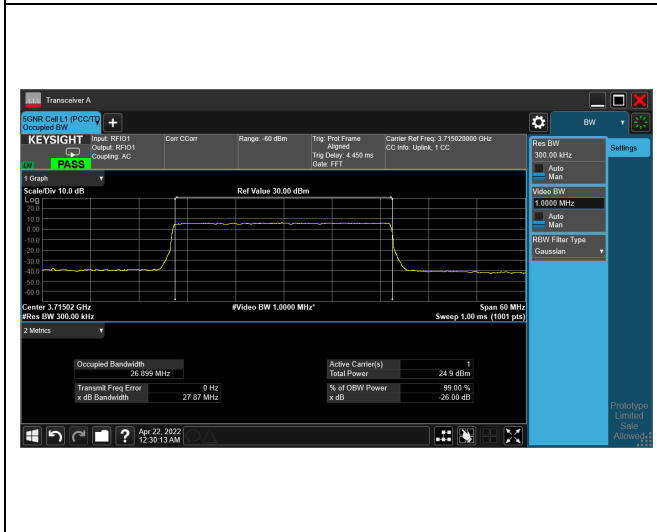 Transceiver A
5GNR Cell L1 (PCC/TD
Occupied BW
BW
KEYSIGHT
LXI
PASS
Input: RFIO1
Output: RFIO1
Coupling: AC
Corr CCorr
Range: -60 dBm
Trig: Prot Frame
Aligned
Trig Delay: 4.450 ms
Gate: FFT
Carrier Ref Freq: 3.715020000 GHz
CC Info: Uplink, 1 CC
1 Graph
Scale/Div 10.0 dB
Ref Value 30.00 dBm
Log
20.0
10.0
0.00
-10.0
-20.0
-30.0
-40.0
-50.0
-60.0
Center 3.71502 GHz
#Video BW 1.0000 MHz*
Span 60 MHz
#Res BW 300.00 kHz
Sweep 1.00 ms (1001 pts)
2 Metrics
Occupied Bandwidth
26.899 MHz
Transmit Freq Error 0 Hz
x dB Bandwidth 27.87 MHz
Active Carrier(s) 1
Total Power 24.9 dBm
% of OBW Power 99.00 %
x dB -26.00 dB
Res BW
300.00 kHz
Auto
Man
Video BW
1.0000 MHz
Auto
Man
RBW Filter Type
Gaussian
Settings
Prototype
Limited
Sale
Allowed
?
Apr 22, 2022
12:30:13 AM